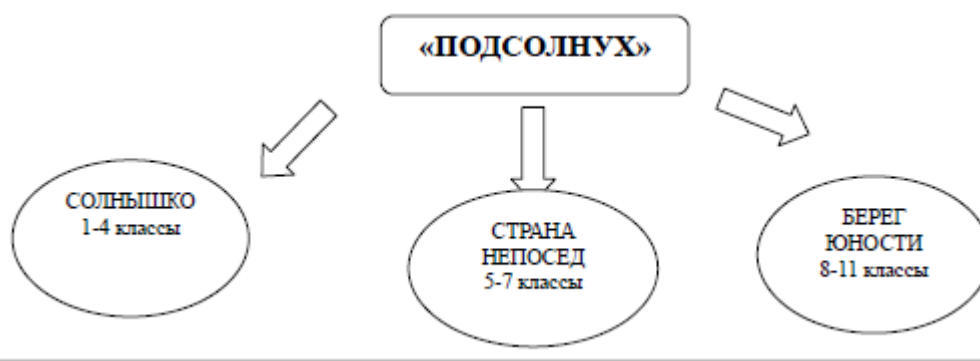 «ПОДСОЛНУХ»
СОЛНЫШКО
1-4 классы
СТРАНА
НЕПОСЕД
5-7 классы
БЕРЕГ
ЮНОСТИ
8-11 классы